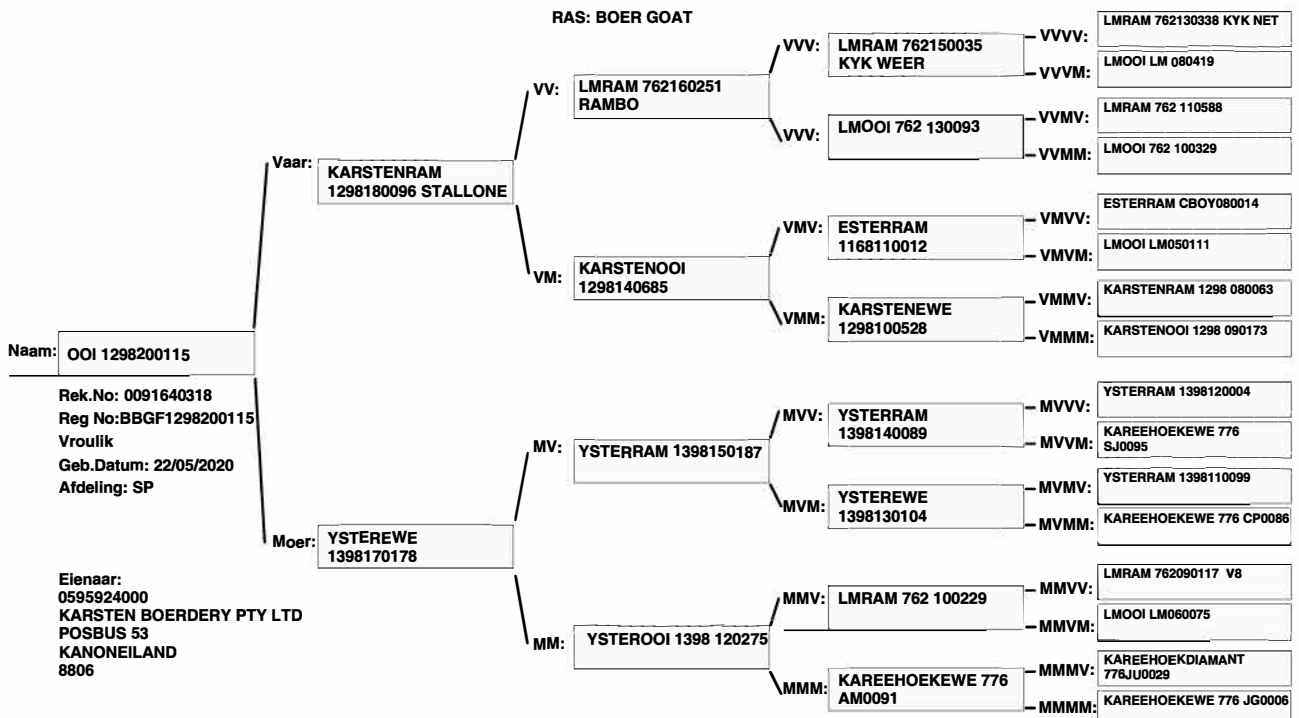 RAS: BOER GOAT
Naam: OOI 1298200115
Rek.No: 0091640318
Reg No:BBGF1298200115
Vroulik
Geb.Datum: 22/05/2020
Afdeling: SP
Eienaar:
0595924000
KARSTEN BOERDERY PTY LTD
POSBUS 53
KANONEILAND
8806
Vaar: KARSTENRAM
1298180096 STALLONE
Moer: YSTEREWE
1398170178
VV: LMRAM 762160251
RAMBO
VM: KARSTENOOI
1298140685
MV: YSTERRAM 1398150187
MM: YSTEROOI 1398 120275
VVV: LMRAM 762150035
KYK WEER
VVV: LMOOI 762 130093
VMV: ESTERRAM
1168110012
VMM: KARSTENEWE
1298100528
MVV: YSTERRAM
1398140089
MVM: YSTEREWE
1398130104
MMV: LMRAM 762 100229
MMM: KAREEHOEKEWE 776
AM0091
VVVV: LMRAM 762130338 KYK NET
VVVM: LMOOI LM 080419
VVMV: LMRAM 762 110588
VVMM: LMOOI 762 100329
VMVV: ESTERRAM CBOY080014
VMVM: LMOOI LM050111
VMMV: KARSTENRAM 1298 080063
VMMM: KARSTENOOI 1298 090173
MVVV: YSTERRAM 1398120004
MVVM: KAREEHOEKEWE 776
SJ0095
MVMV: YSTERRAM 1398110099
MVMM: KAREEHOEKEWE 776 CP0086
MMVV: LMRAM 762090117 V8
MMVM: LMOOI LM060075
MMMV: KAREEHOEKDIAMANT
776JU0029
MMMM: KAREEHOEKEWE 776 JG0006